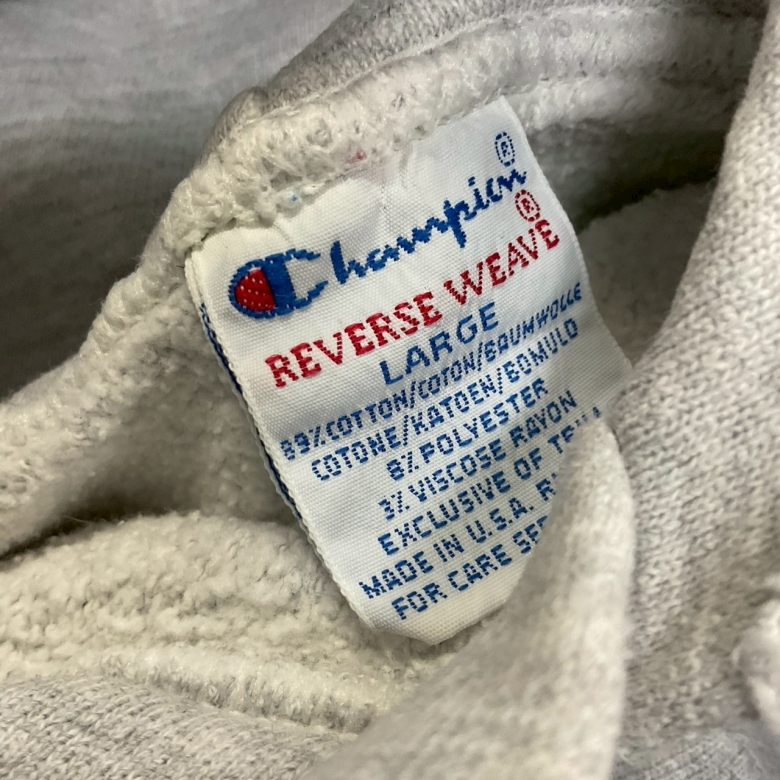 Champion®
REVERSE WEAVE®
LARGE
89% COTTON/COTON/BAUMWOLLE
COTONE/KATOEN/BOMULD
8% POLYESTER
3% VISCOSE RAYON
EXCLUSIVE OF
MADE IN U.S.A.
FOR CARE